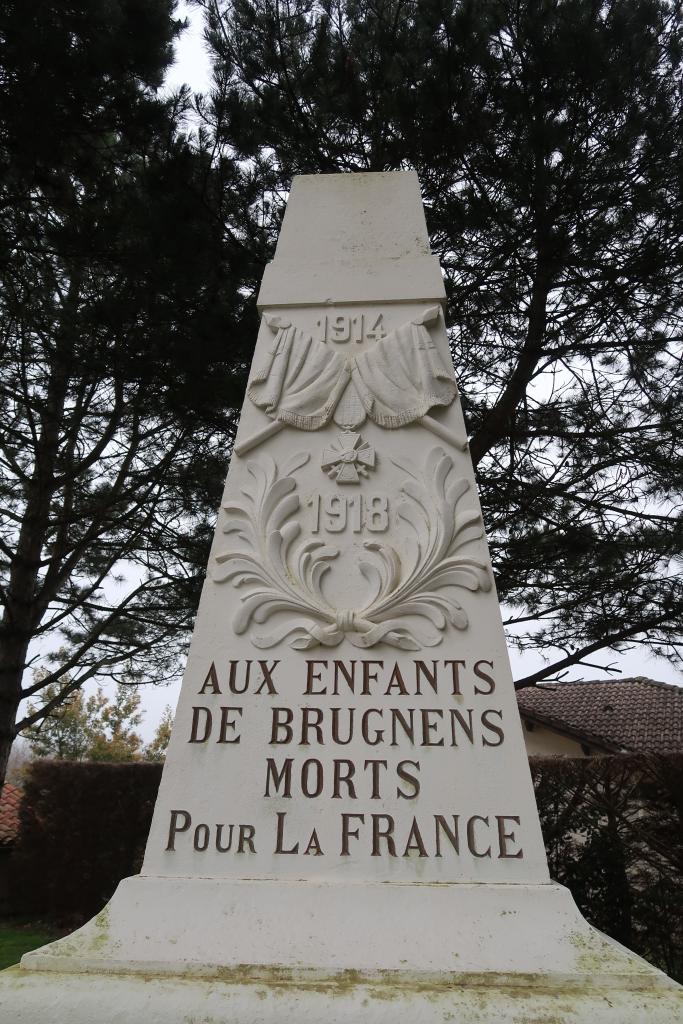 1914
1918
AUX ENFANTS
DE BRUGNENS
MORTS
POUR LA FRANCE